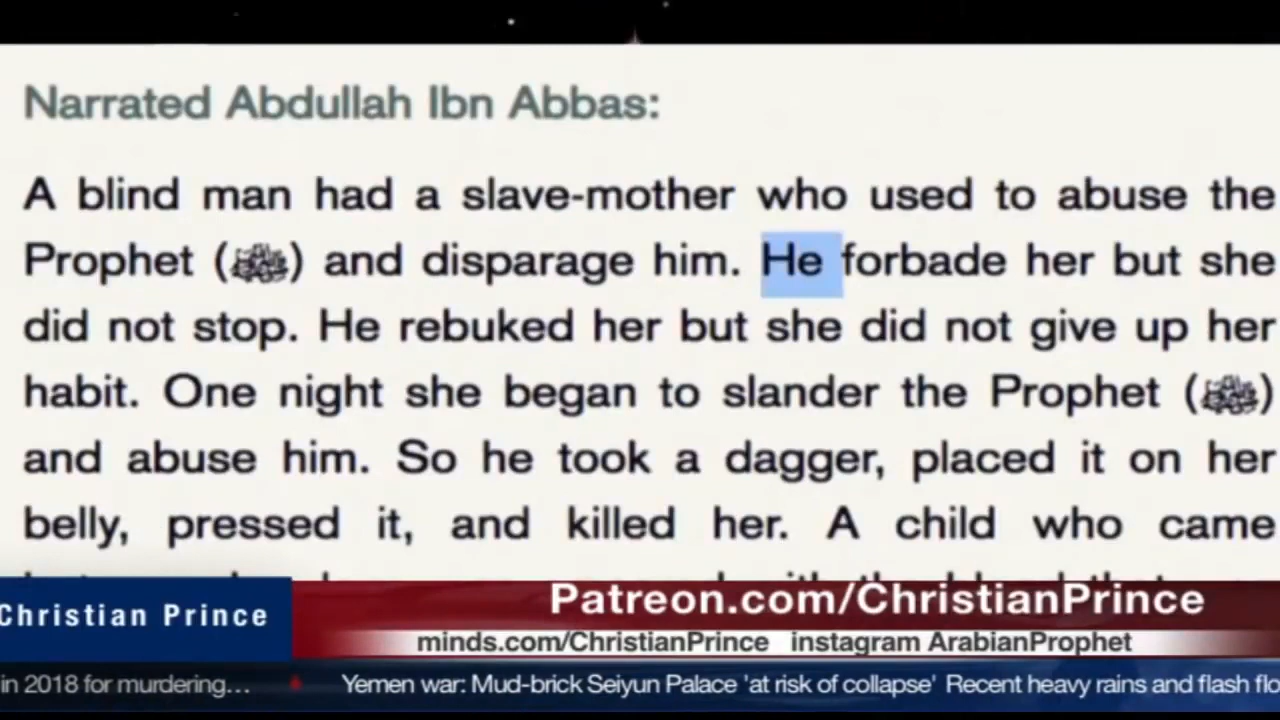 Narrated Abdullah Ibn Abbas:
A blind man had a slave-mother who used to abuse the
Prophet (ﷺ) and disparage him. He forbade her but she
did not stop. He rebuked her but she did not give up her
habit. One night she began to slander the Prophet (ﷺ)
and abuse him. So he took a dagger, placed it on her
belly, pressed it, and killed her. A child who came
Christian Prince
Patreon.com/ChristianPrince
minds.com/ChristianPrince instagram ArabianProphet
in 2018 for murdering... Yemen war: Mud-brick Seiyun Palace 'at risk of collapse' Recent heavy rains and flash flo